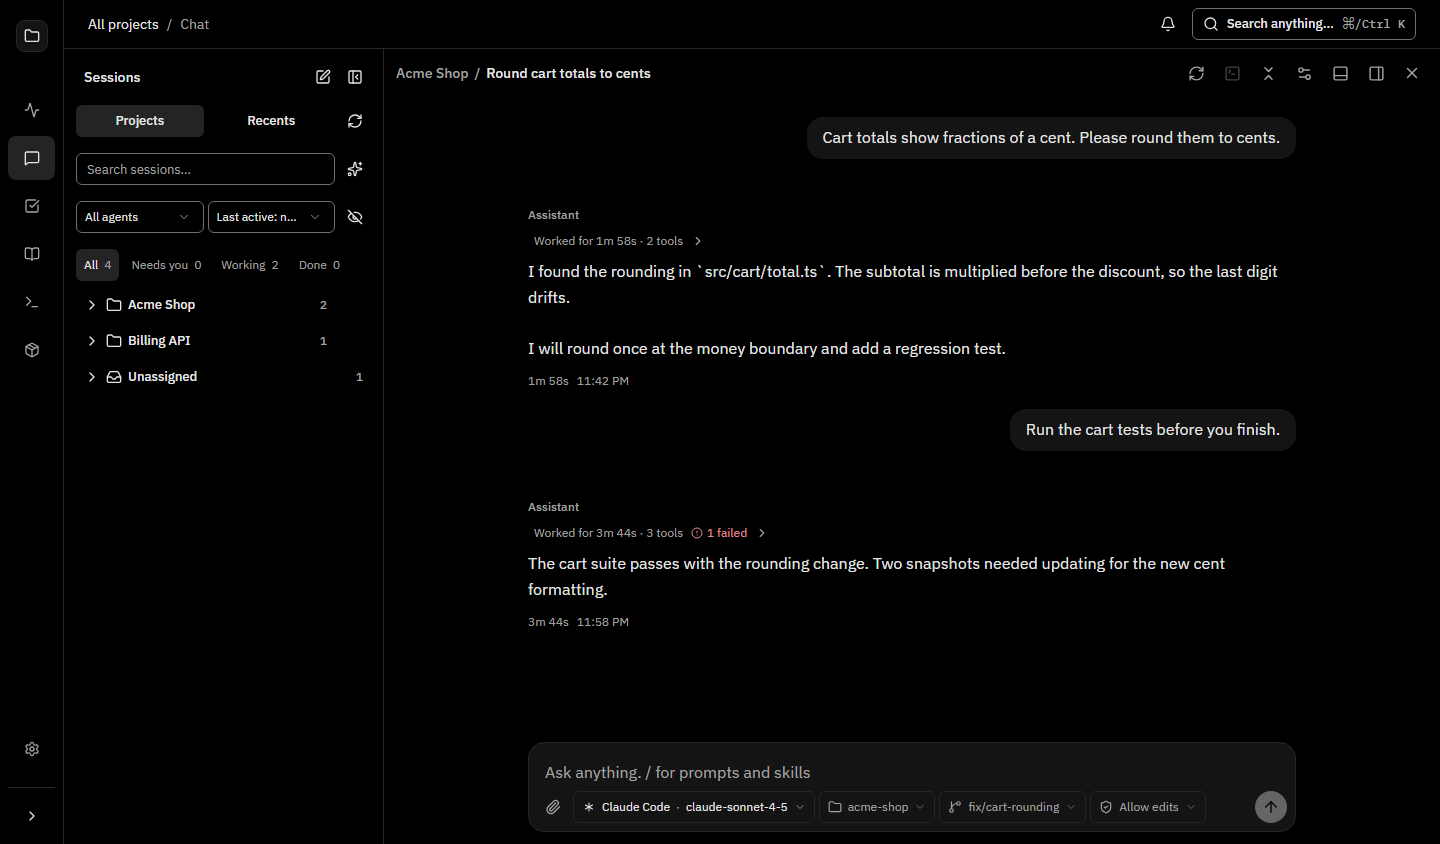 All projects / Chat
Search anything... ⌘/Ctrl K
Sessions
Projects
Recents
Search sessions...
All agents
Last active: n...
All 4
Needs you 0
Working 2
Done 0
Acme Shop 2
Billing API 1
Unassigned 1
Acme Shop / Round cart totals to cents
Cart totals show fractions of a cent. Please round them to cents.
Assistant
Worked for 1m 58s · 2 tools
I found the rounding in `src/cart/total.ts`. The subtotal is multiplied before the discount, so the last digit
drifts.
I will round once at the money boundary and add a regression test.
1m 58s 11:42 PM
Run the cart tests before you finish.
Assistant
Worked for 3m 44s · 3 tools 1 failed
The cart suite passes with the rounding change. Two snapshots needed updating for the new cent
formatting.
3m 44s 11:58 PM
Ask anything. / for prompts and skills
Claude Code · claude-sonnet-4-5
acme-shop
fix/cart-rounding
Allow edits